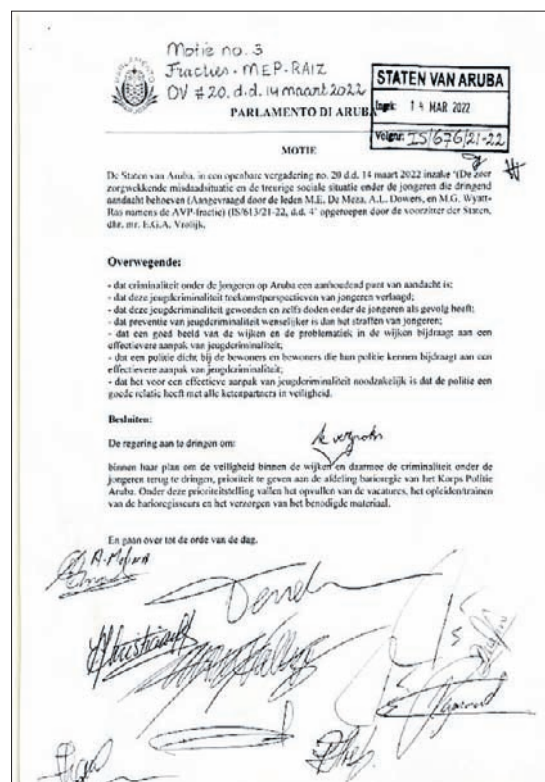 Motie no. 3
Fracties - MEP-RAIZ
OV #20. d.d. 14 maart 2022
STATEN VAN ARUBA
Ingek: 14 MAR 2022
Volgnr: IS/676/21-22
PARLAMENTO DI ARUBA
MOTIE
De Staten van Aruba, in een openbare vergadering no. 20 d.d. 14 maart 2022 inzake "(De zeer
zorgwekkende misdaadsituatie en de treurige sociale situatie onder de jongeren die dringend
aandacht behoeven (Aangevraagd door de leden M.E. De Meza, A.L. Dowers, en M.G. Wyatt-
Ras namens de AVP-fractie) (IS/613/21-22, d.d. 4" opgeroepen door de voorzitter der Staten,
dhr. mr. E.G.A. Vrolijk,
Overwegende:
- dat criminaliteit onder de jongeren op Aruba een aanhoudend punt van aandacht is;
- dat deze jeugdcriminaliteit toekomstperspectieven van jongeren verlaagd;
- dat deze jeugdcriminaliteit gewonden en zelfs doden onder de jongeren als gevolg heeft;
- dat preventie van jeugdcriminaliteit wenselijker is dan het straffen van jongeren;
- dat een goed beeld van de wijken en de problematiek in de wijken bijdraagt aan een
effectievere aanpak van jeugdcriminaliteit;
- dat een politie dicht bij de bewoners en bewoners die hun politie kennen bijdraagt aan een
effectievere aanpak van jeugdcriminaliteit;
- dat het voor een effectieve aanpak van jeugdcriminaliteit noodzakelijk is dat de politie een
goede relatie heeft met alle ketenpartners in veiligheid.
Besluiten:
De regering aan te dringen om:
te vergroten
binnen haar plan om de veiligheid binnen de wijken en daarmee de criminaliteit onder de
jongeren terug te dringen, prioriteit te geven aan de afdeling barioregie van het Korps Politie
Aruba. Onder deze prioriteitstelling vallen het opvullen van de vacatures, het opleiden/trainen
van de barioregisseurs en het verzorgen van het benodigde materiaal.
En gaan over tot de orde van de dag.